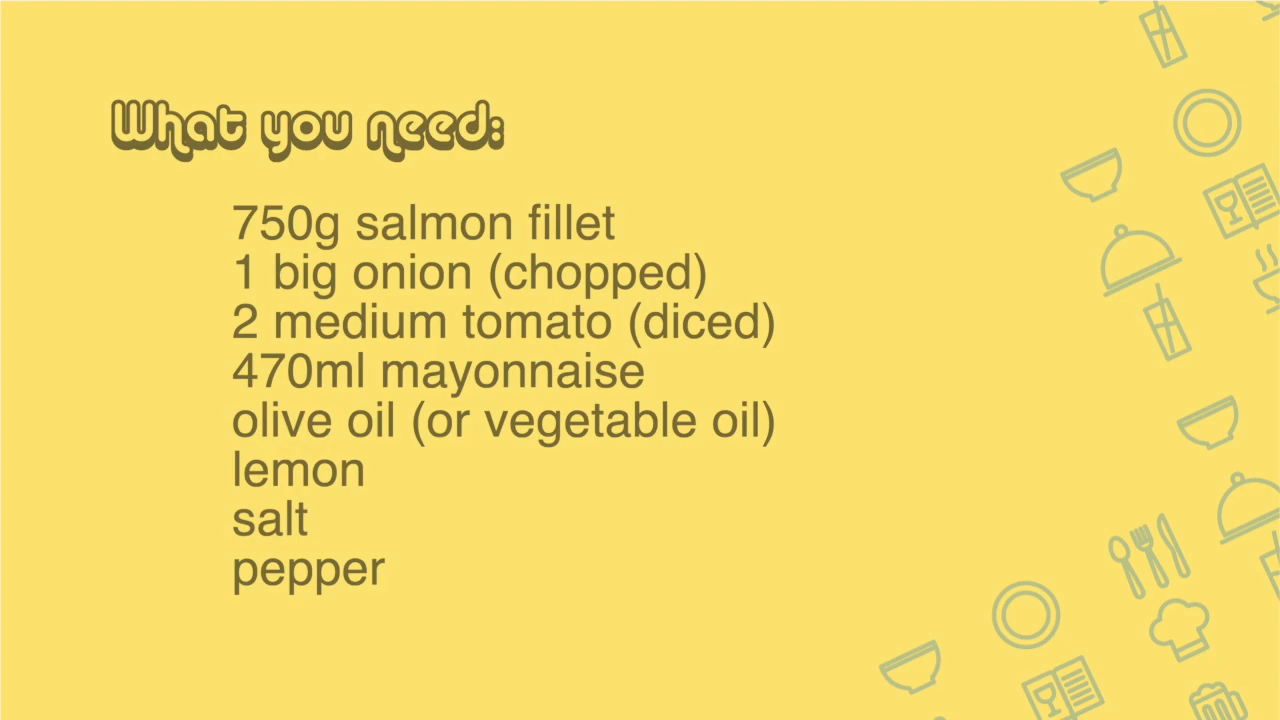 What you need:
750g salmon fillet
1 big onion (chopped)
2 medium tomato (diced)
470ml mayonnaise
olive oil (or vegetable oil)
lemon
salt
pepper